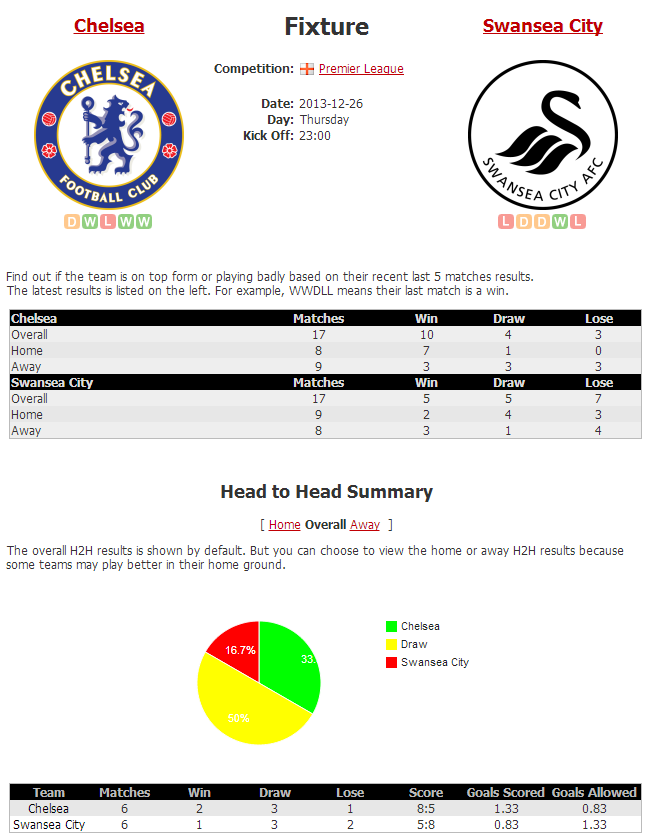 Chelsea
Fixture
Swansea City
Competition: Premier League
Date: 2013-12-26
Day: Thursday
Kick Off: 23:00
CHELSEA
FOOTBALL CLUB
SWANSEA CITY AFC
D W L W W
L D D W L
Find out if the team is on top form or playing badly based on their recent last 5 matches results.
The latest results is listed on the left. For example, WWDLL means their last match is a win.
Chelsea Matches Win Draw Lose
Overall 17 10 4 3
Home 8 7 1 0
Away 9 3 3 3
Swansea City Matches Win Draw Lose
Overall 17 5 5 7
Home 9 2 4 3
Away 8 3 1 4
Head to Head Summary
[ Home Overall Away ]
The overall H2H results is shown by default. But you can choose to view the home or away H2H results because
some teams may play better in their home ground.
Chelsea
Draw
Swansea City
16.7%
33.
50%
Team Matches Win Draw Lose Score Goals Scored Goals Allowed
Chelsea 6 2 3 1 8:5 1.33 0.83
Swansea City 6 1 3 2 5:8 0.83 1.33